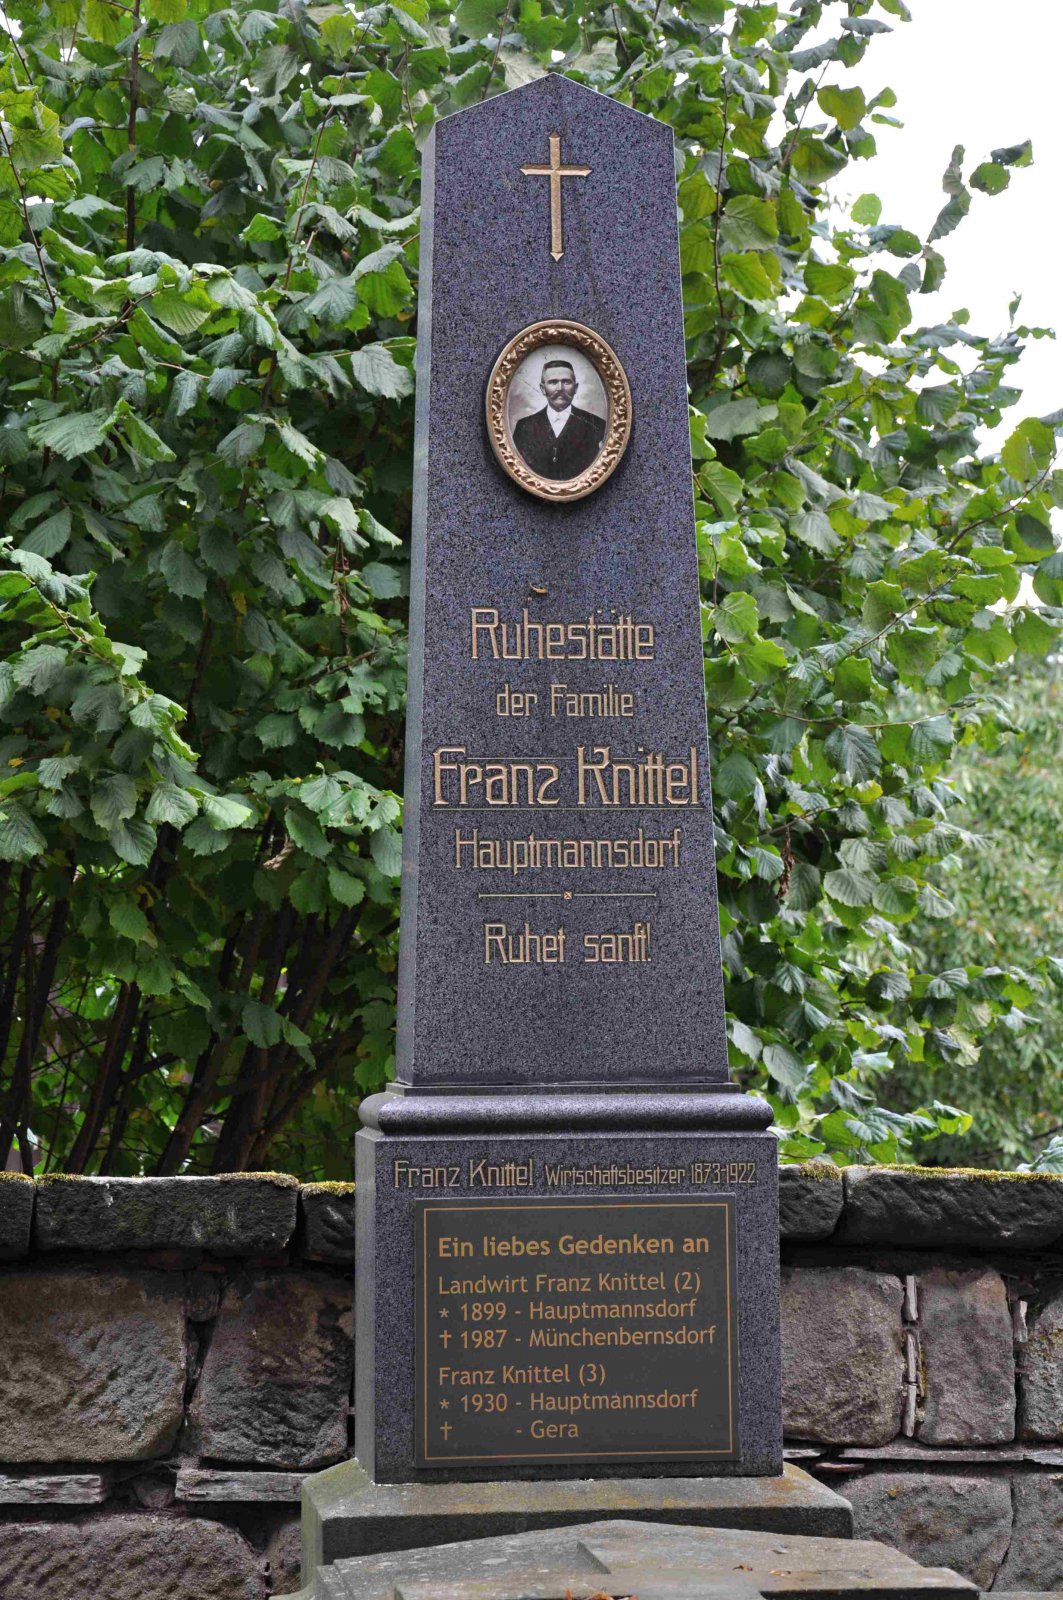 Ruhestätte
der Familie
Franz Knittel
Hauptmannsdorf
Ruhet sanft!
Franz Knittel Wirtschaftsbesitzer 1873-1922
Ein liebes Gedenken an
Landwirt Franz Knittel (2)
* 1899 - Hauptmannsdorf
† 1987 - Münchenbernsdorf
Franz Knittel (3)
* 1930 - Hauptmannsdorf
† - Gera